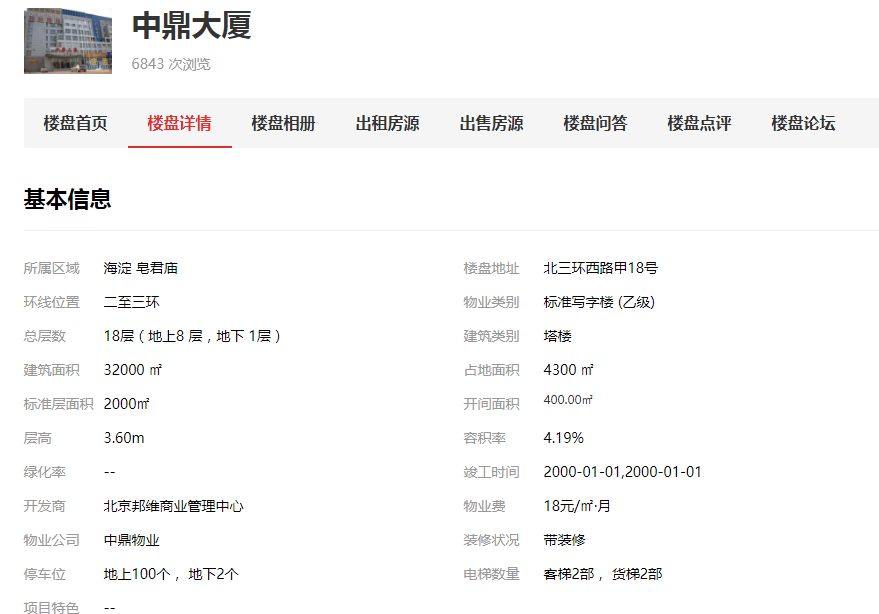 中鼎大厦
6843 次浏览
楼盘首页 楼盘详情 楼盘相册 出租房源 出售房源 楼盘问答 楼盘点评 楼盘论坛
基本信息
所属区域 海淀 皂君庙 楼盘地址 北三环西路甲18号
环线位置 二至三环 物业类别 标准写字楼 (乙级)
总层数 18层 ( 地上8 层 , 地下 1层 ) 建筑类别 塔楼
建筑面积 32000 ㎡ 占地面积 4300 ㎡
标准层面积 2000㎡ 开间面积 400.00㎡
层高 3.60m 容积率 4.19%
绿化率 -- 竣工时间 2000-01-01,2000-01-01
开发商 北京邦维商业管理中心 物业费 18元/㎡·月
物业公司 中鼎物业 装修状况 带装修
停车位 地上100个 ，地下2个 电梯数量 客梯2部 ，货梯2部
项目特色 --